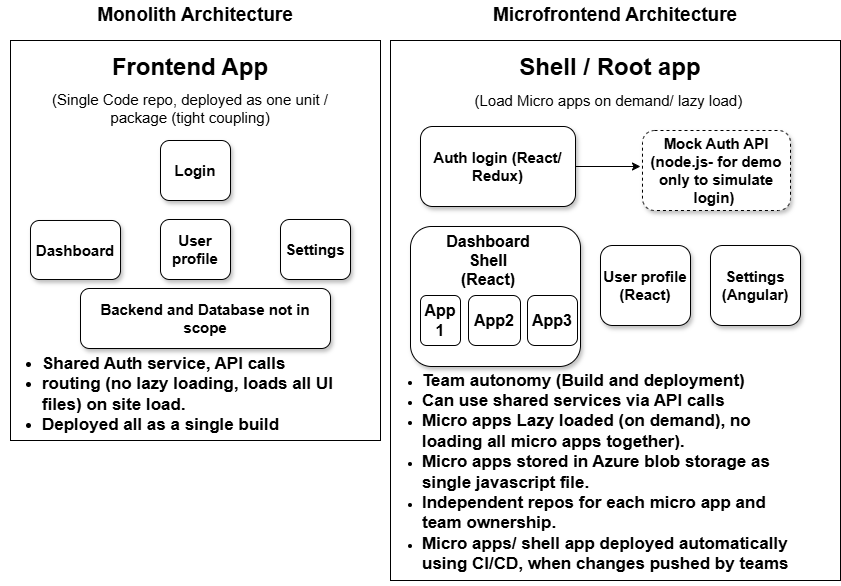 Monolith Architecture
Frontend App
(Single Code repo, deployed as one unit /
package (tight coupling)
Login
Dashboard
User
profile
Settings
Backend and Database not in
scope
• Shared Auth service, API calls
• routing (no lazy loading, loads all UI
files) on site load.
• Deployed all as a single build
Microfrontend Architecture
Shell / Root app
(Load Micro apps on demand/ lazy load)
Auth login (React/
Redux)
Mock Auth API
(node.js- for demo
only to simulate
login)
Dashboard
Shell
(React)
App
1
App2
App3
User profile
(React)
Settings
(Angular)
• Team autonomy (Build and deployment)
• Can use shared services via API calls
• Micro apps Lazy loaded (on demand), no
loading all micro apps together).
• Micro apps stored in Azure blob storage as
single javascript file.
• Independent repos for each micro app and
team ownership.
• Micro apps/ shell app deployed automatically
using CI/CD, when changes pushed by teams